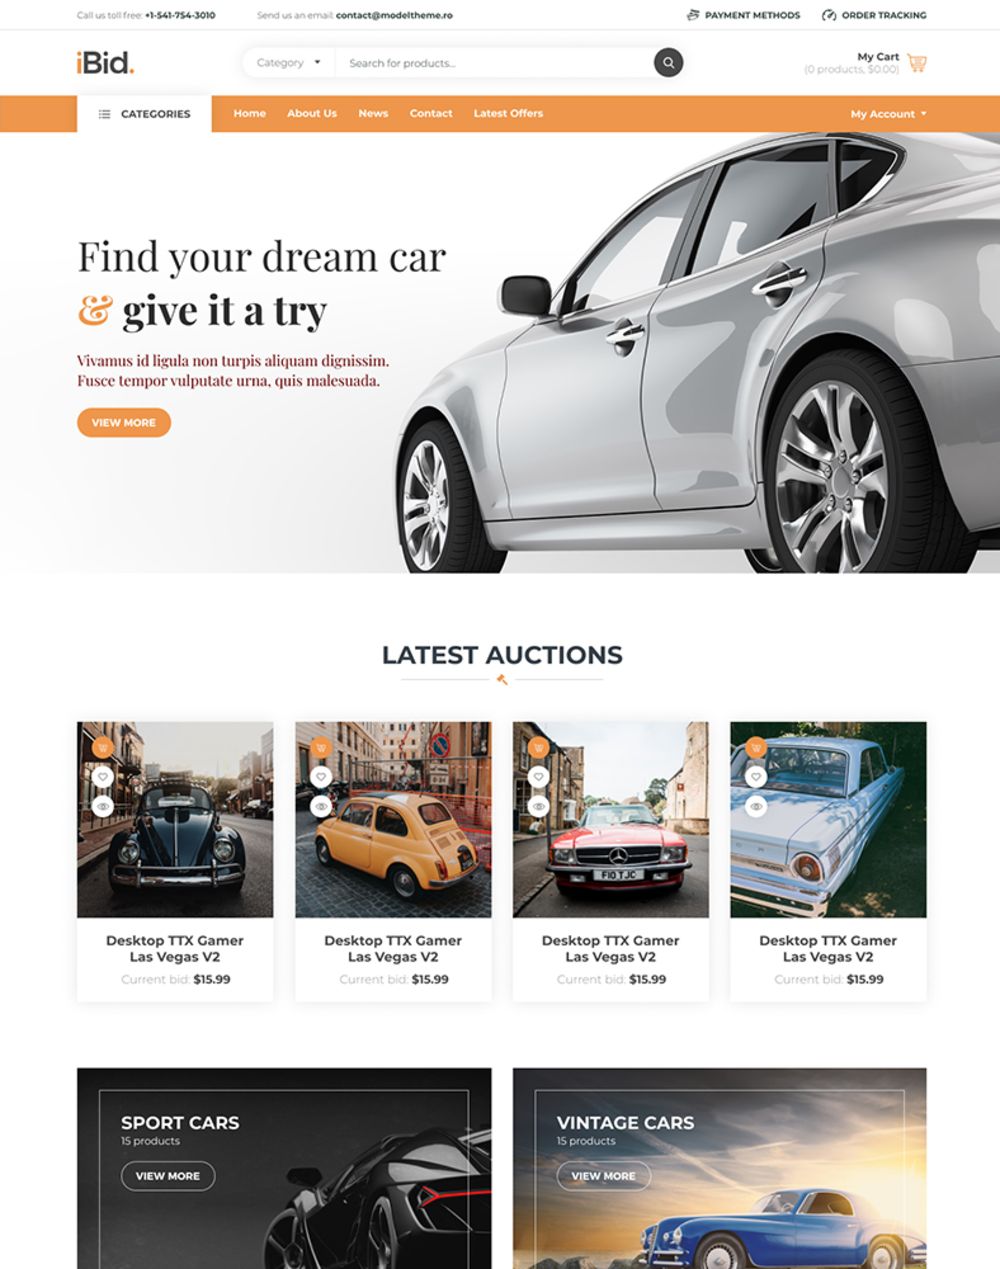 Call us toll free: +1-541-754-3010
Send us an email: contact@modeltheme.ro
PAYMENT METHODS
ORDER TRACKING
iBid.
Category
Search for products...
My Cart
(0 products, $0.00)
CATEGORIES
Home
About Us
News
Contact
Latest Offers
My Account
Find your dream car
& give it a try
Vivamus id ligula non turpis aliquam dignissim.
Fusce tempor vulputate urna, quis malesuada.
VIEW MORE
LATEST AUCTIONS
F10 TJC
Desktop TTX Gamer
Las Vegas V2
Current bid: $15.99
Desktop TTX Gamer
Las Vegas V2
Current bid: $15.99
Desktop TTX Gamer
Las Vegas V2
Current bid: $15.99
Desktop TTX Gamer
Las Vegas V2
Current bid: $15.99
SPORT CARS
15 products
VIEW MORE
VINTAGE CARS
15 products
VIEW MORE